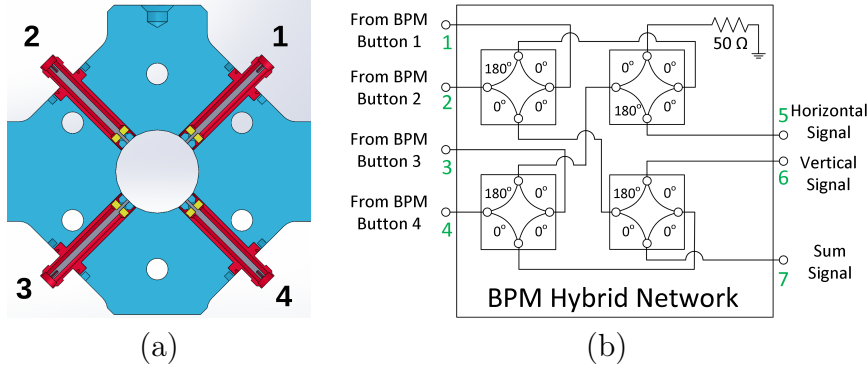 2
1
3
4
(a)
From BPM
Button 1
1
From BPM
Button 2
2
From BPM
Button 3
3
From BPM
Button 4
4
180° 0°
0° 0°
0° 0°
180° 0°
180° 0°
0° 0°
180° 0°
0° 0°
50 Ω
5 Horizontal
Signal
Vertical
6 Signal
Sum
Signal
7
BPM Hybrid Network
(b)